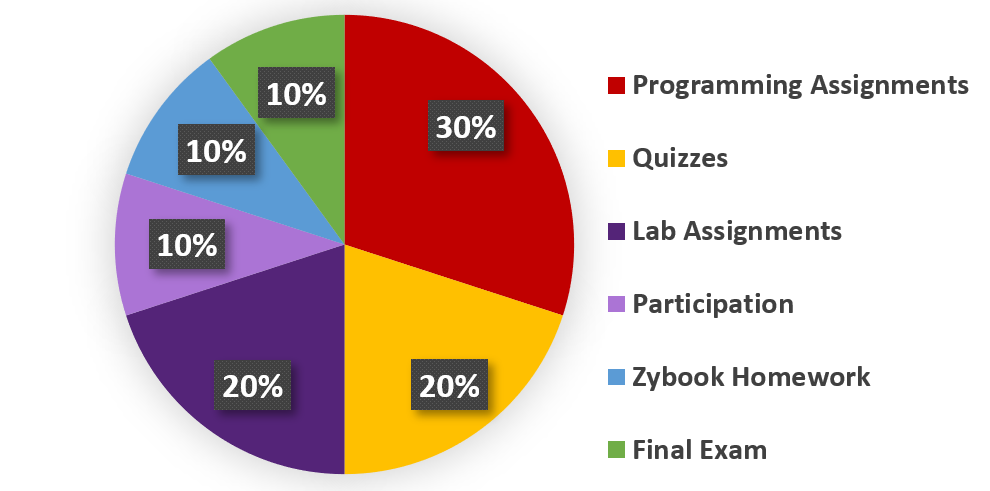 10%
30%
10%
10%
20%
20%
Programming Assignments
Quizzes
Lab Assignments
Participation
Zybook Homework
Final Exam